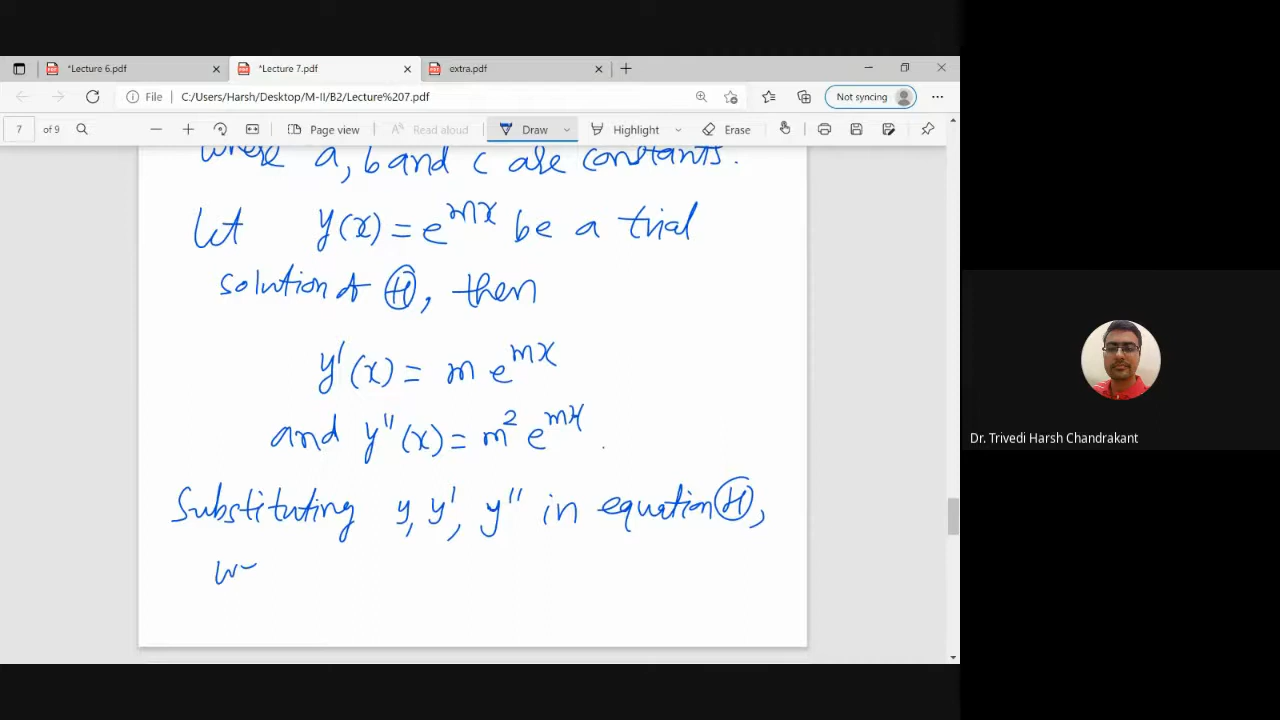 *Lecture 6.pdf
*Lecture 7.pdf
extra.pdf
File C:/Users/Harsh/Desktop/M-II/B2/Lecture%207.pdf
Not syncing
7 of 9
Page view
Read aloud
Draw
Highlight
Erase
where a, b and c are constants.
Let y(x) = e^{mx} be a trial
solution of Ⓗ, then
y'(x) = m e^{mx}
and y''(x) = m² e^{mx}.
Substituting y, y', y'' in equation Ⓗ,
Dr. Trivedi Harsh Chandrakant